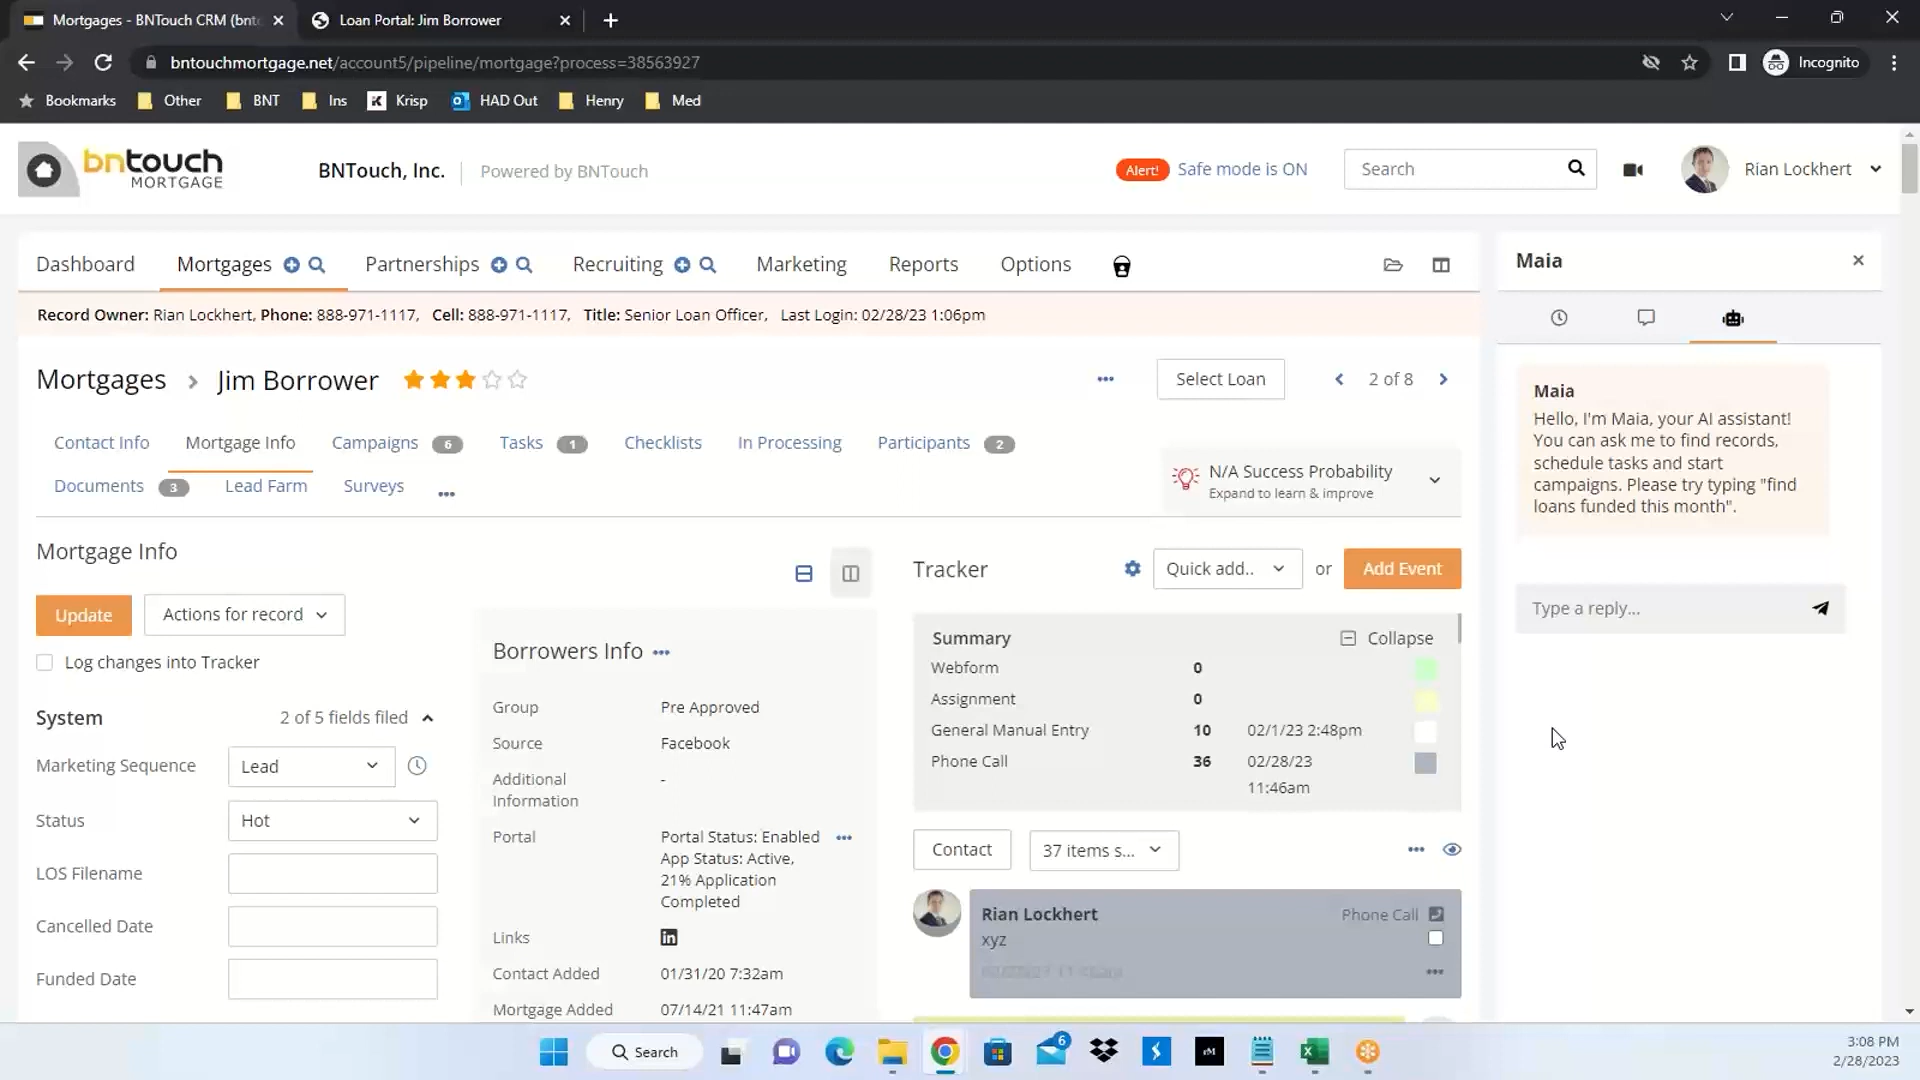 Mortgages - BNTouch CRM (bnto
Loan Portal: Jim Borrower
bntouchmortgage.net/account5/pipeline/mortgage?process=38563927
Incognito
Bookmarks
Other
BNT
Ins
Krisp
HAD Out
Henry
Med
bntouch
MORTGAGE
BNTouch, Inc.
Powered by BNTouch
Alert!
Safe mode is ON
Search
Rian Lockhert
Dashboard
Mortgages
Partnerships
Recruiting
Marketing
Reports
Options
Record Owner: Rian Lockhert, Phone: 888-971-1117, Cell: 888-971-1117, Title: Senior Loan Officer, Last Login: 02/28/23 1:06pm
Mortgages > Jim Borrower
Select Loan
2 of 8
Contact Info
Mortgage Info
Campaigns 6
Tasks 1
Checklists
In Processing
Participants 2
Documents 3
Lead Farm
Surveys
N/A Success Probability
Expand to learn & improve
Mortgage Info
Update
Actions for record
Log changes into Tracker
System
2 of 5 fields filed
Marketing Sequence
Lead
Status
Hot
LOS Filename
Cancelled Date
Funded Date
Borrowers Info
Group
Pre Approved
Source
Facebook
Additional
Information
-
Portal
Portal Status: Enabled
App Status: Active,
21% Application
Completed
Links
in
Contact Added
01/31/20 7:32am
Mortgage Added
07/14/21 11:47am
Tracker
Quick add..
or
Add Event
Summary
Collapse
Webform 0
Assignment 0
General Manual Entry 10 02/1/23 2:48pm
Phone Call 36 02/28/23
11:46am
Contact
37 items s...
Rian Lockhert
Phone Call
xyz
Maia
Maia
Hello, I'm Maia, your AI assistant!
You can ask me to find records,
schedule tasks and start
campaigns. Please try typing "find
loans funded this month".
Type a reply...
Search
6
3:08 PM
2/28/2023